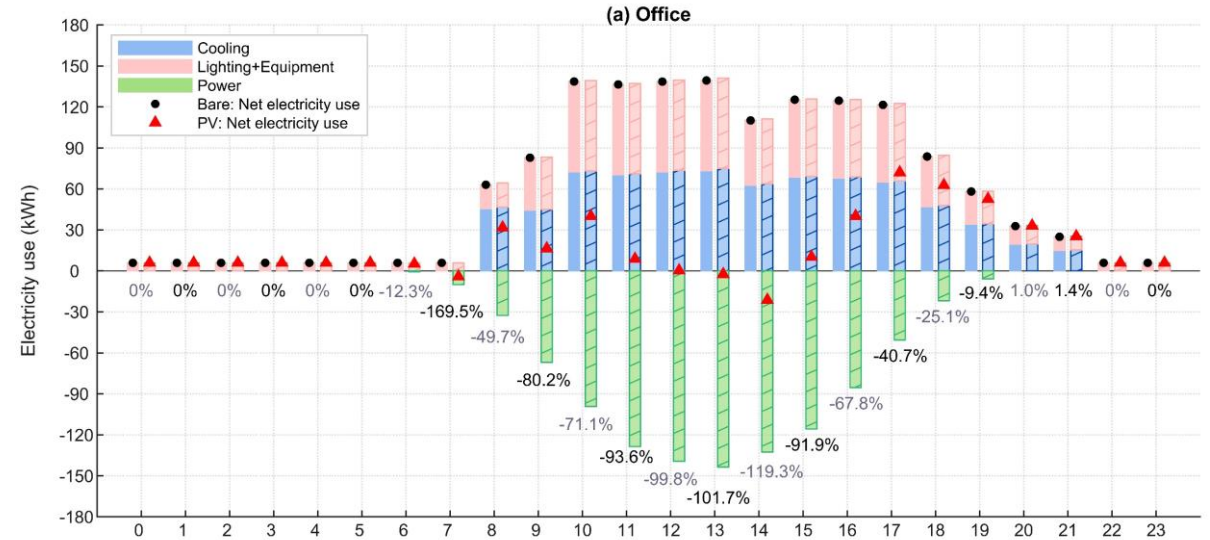 (a) Office
Cooling
Lighting+Equipment
Power
Bare: Net electricity use
PV: Net electricity use
Electricity use (kWh)
180
150
120
90
60
30
0
-30
-60
-90
-120
-150
-180
0% 0% 0% 0% 0% 0% -12.3% -169.5% -49.7% -80.2% -71.1% -93.6% -99.8% -101.7% -119.3% -91.9% -67.8% -40.7% -25.1% -9.4% 1.0% 1.4% 0% 0%
0 1 2 3 4 5 6 7 8 9 10 11 12 13 14 15 16 17 18 19 20 21 22 23